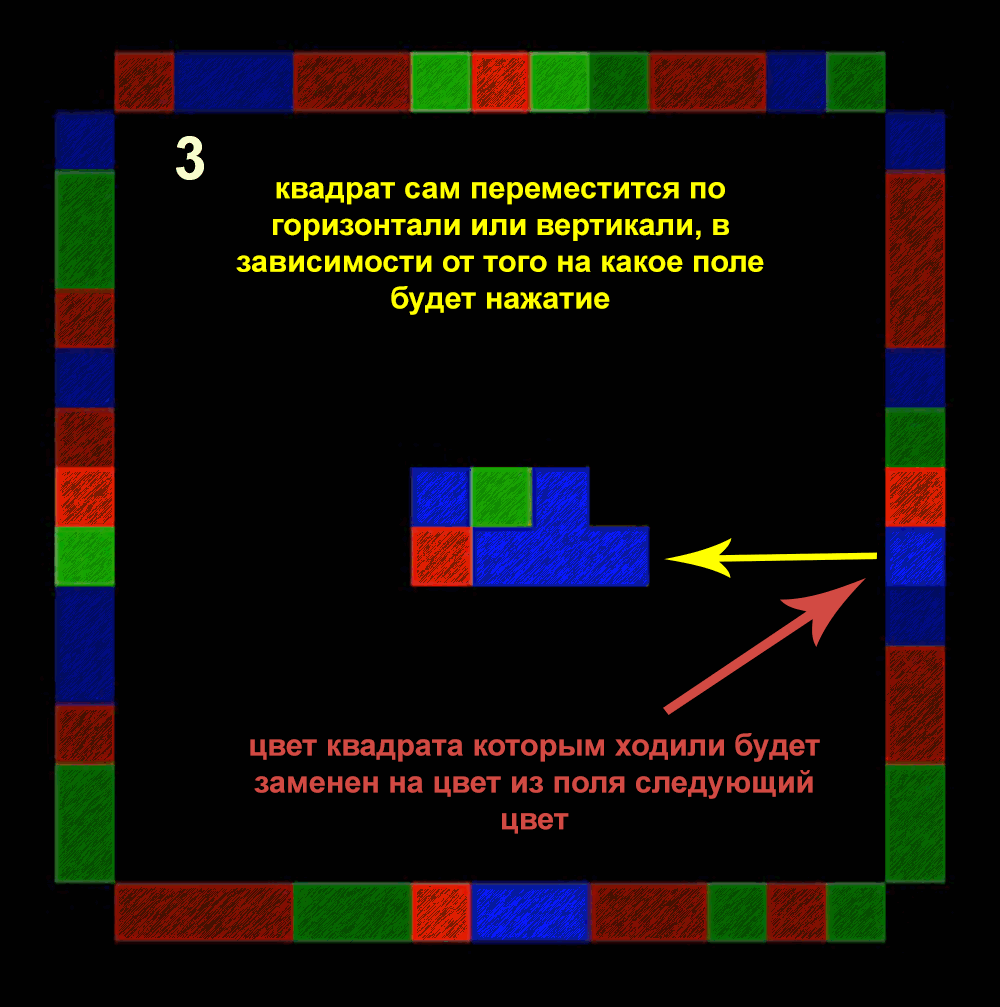 3
квадрат сам переместится по
горизонтали или вертикали, в
зависимости от того на какое поле
будет нажатие
цвет квадрата которым ходили будет
заменен на цвет из поля следующий
цвет